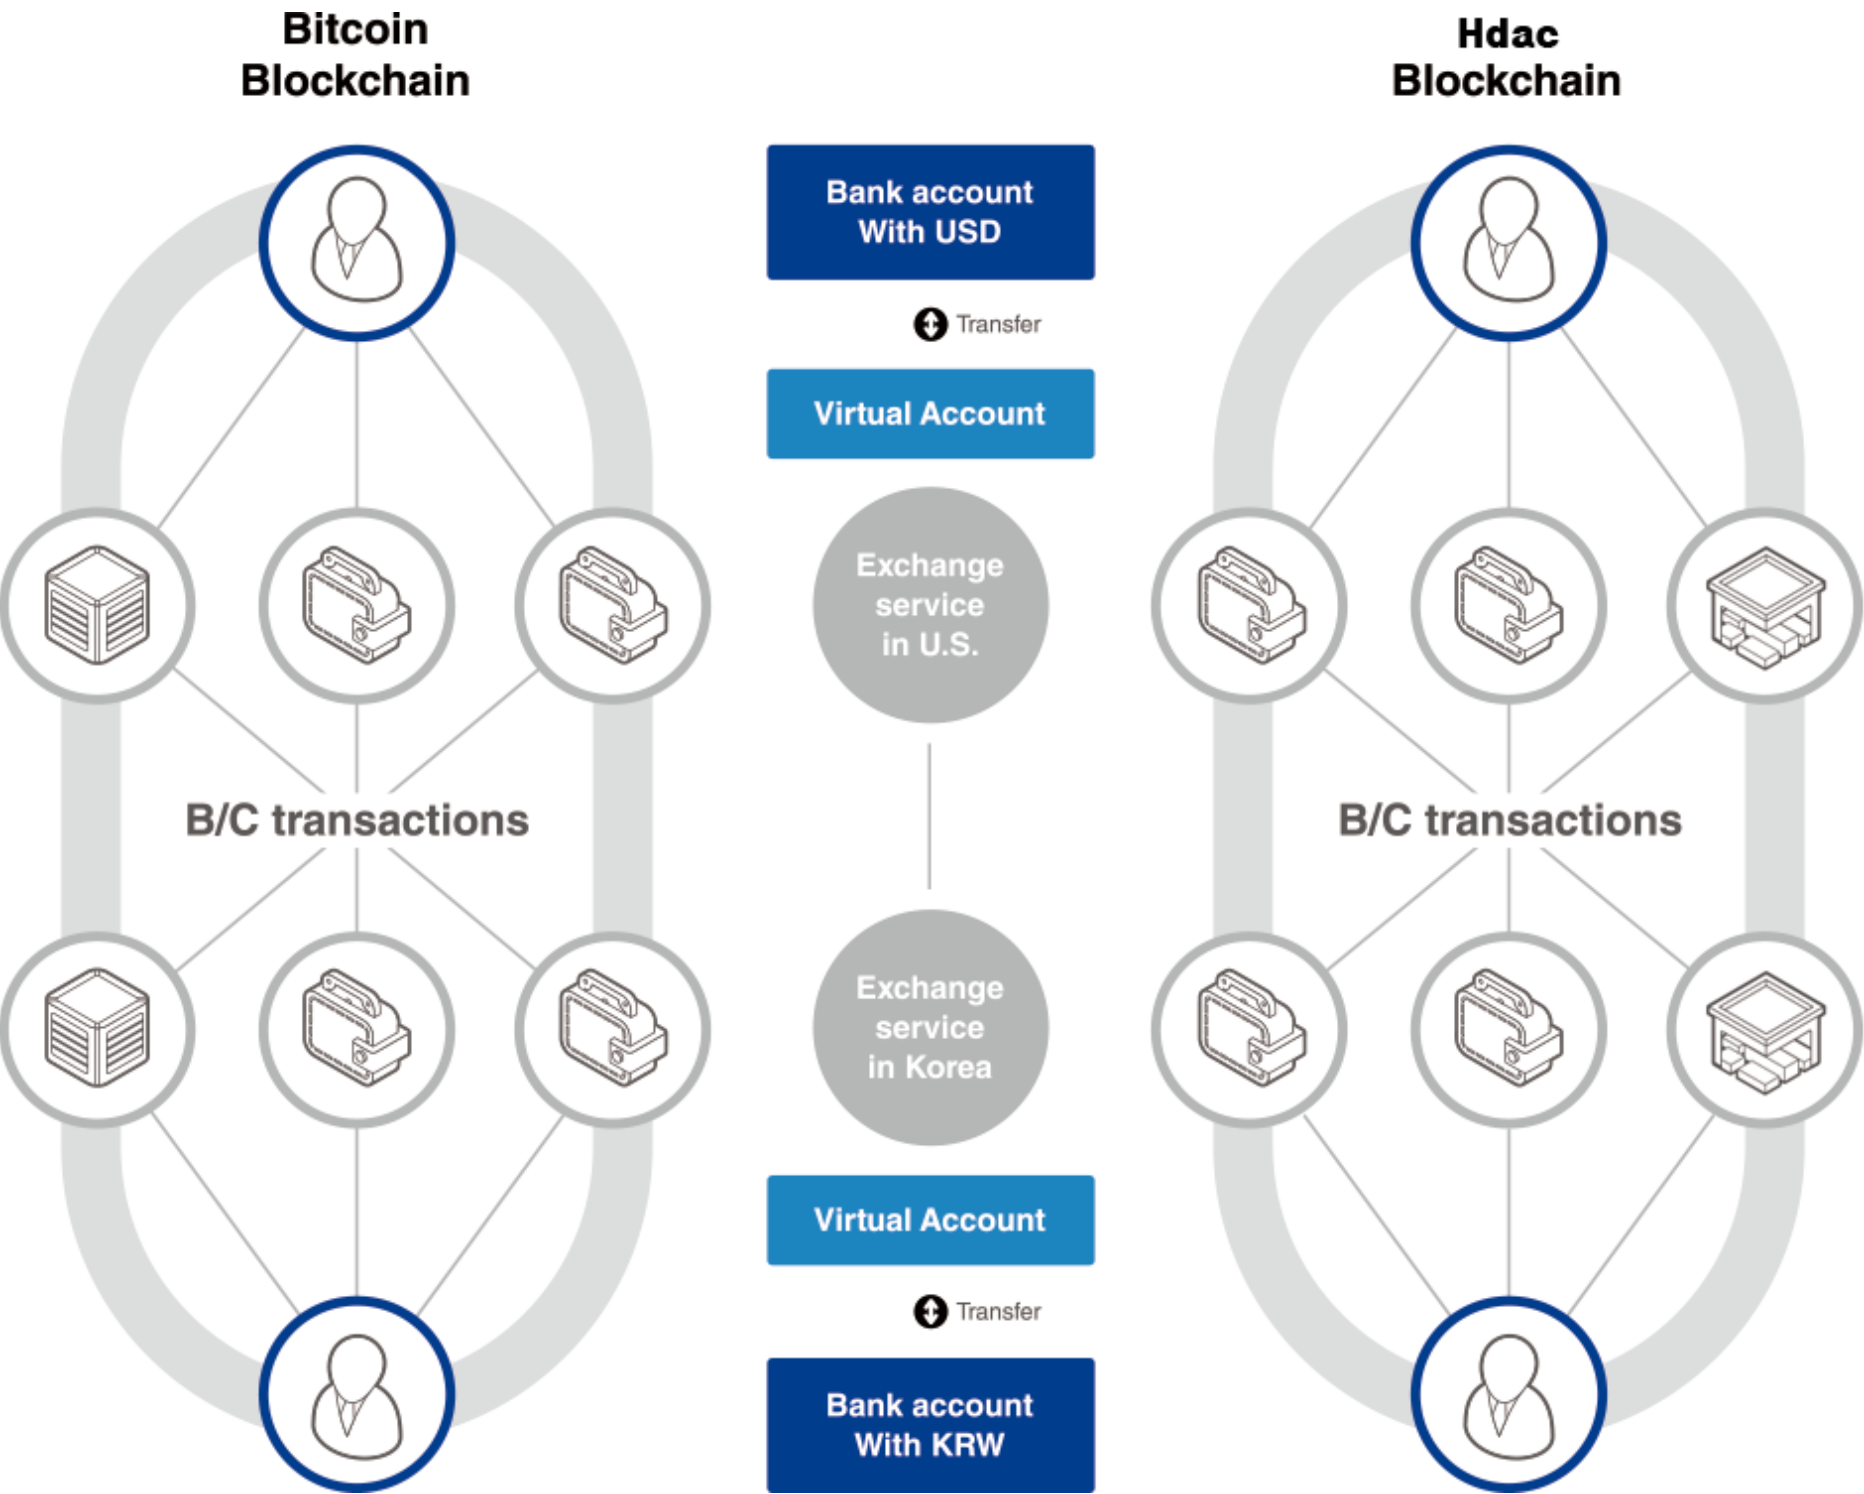 Bitcoin
Blockchain
Hdac
Blockchain
Bank account
With USD
Transfer
Virtual Account
Exchange
service
in U.S.
B/C transactions
B/C transactions
Exchange
service
in Korea
Virtual Account
Transfer
Bank account
With KRW